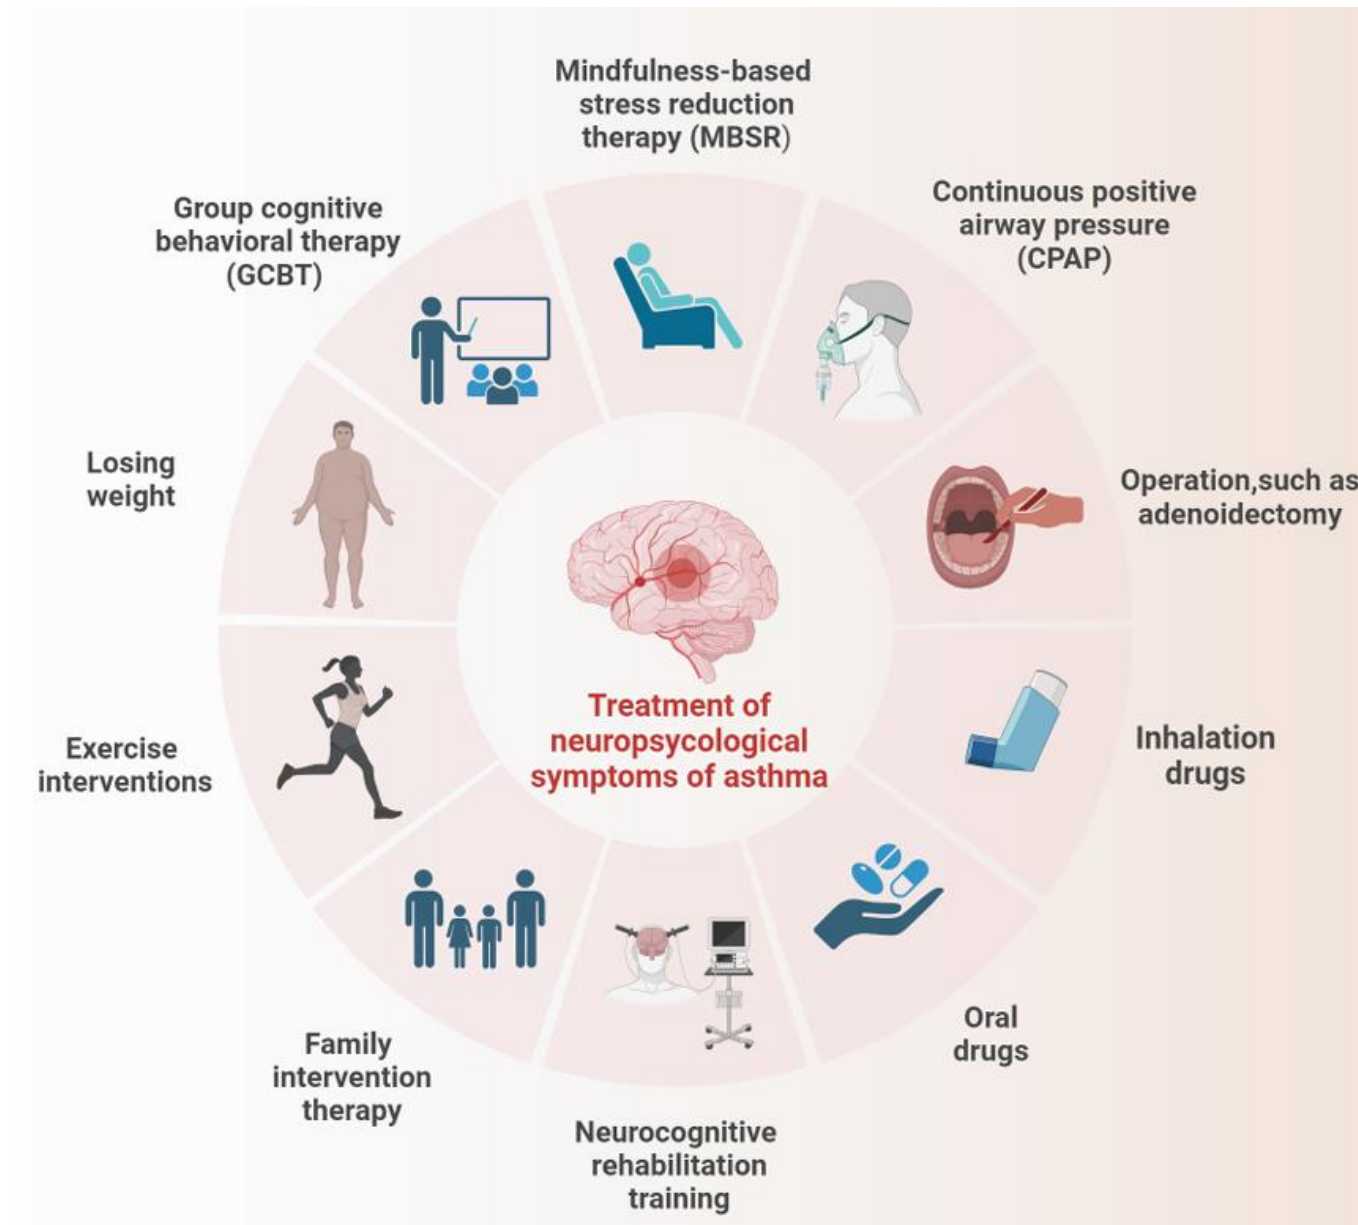 Mindfulness-based
stress reduction
therapy (MBSR)
Continuous positive
airway pressure
(CPAP)
Operation,such as
adenoidectomy
Inhalation
drugs
Oral
drugs
Neurocognitive
rehabilitation
training
Family
intervention
therapy
Exercise
interventions
Losing
weight
Group cognitive
behavioral therapy
(GCBT)
Treatment of
neuropsycological
symptoms of asthma